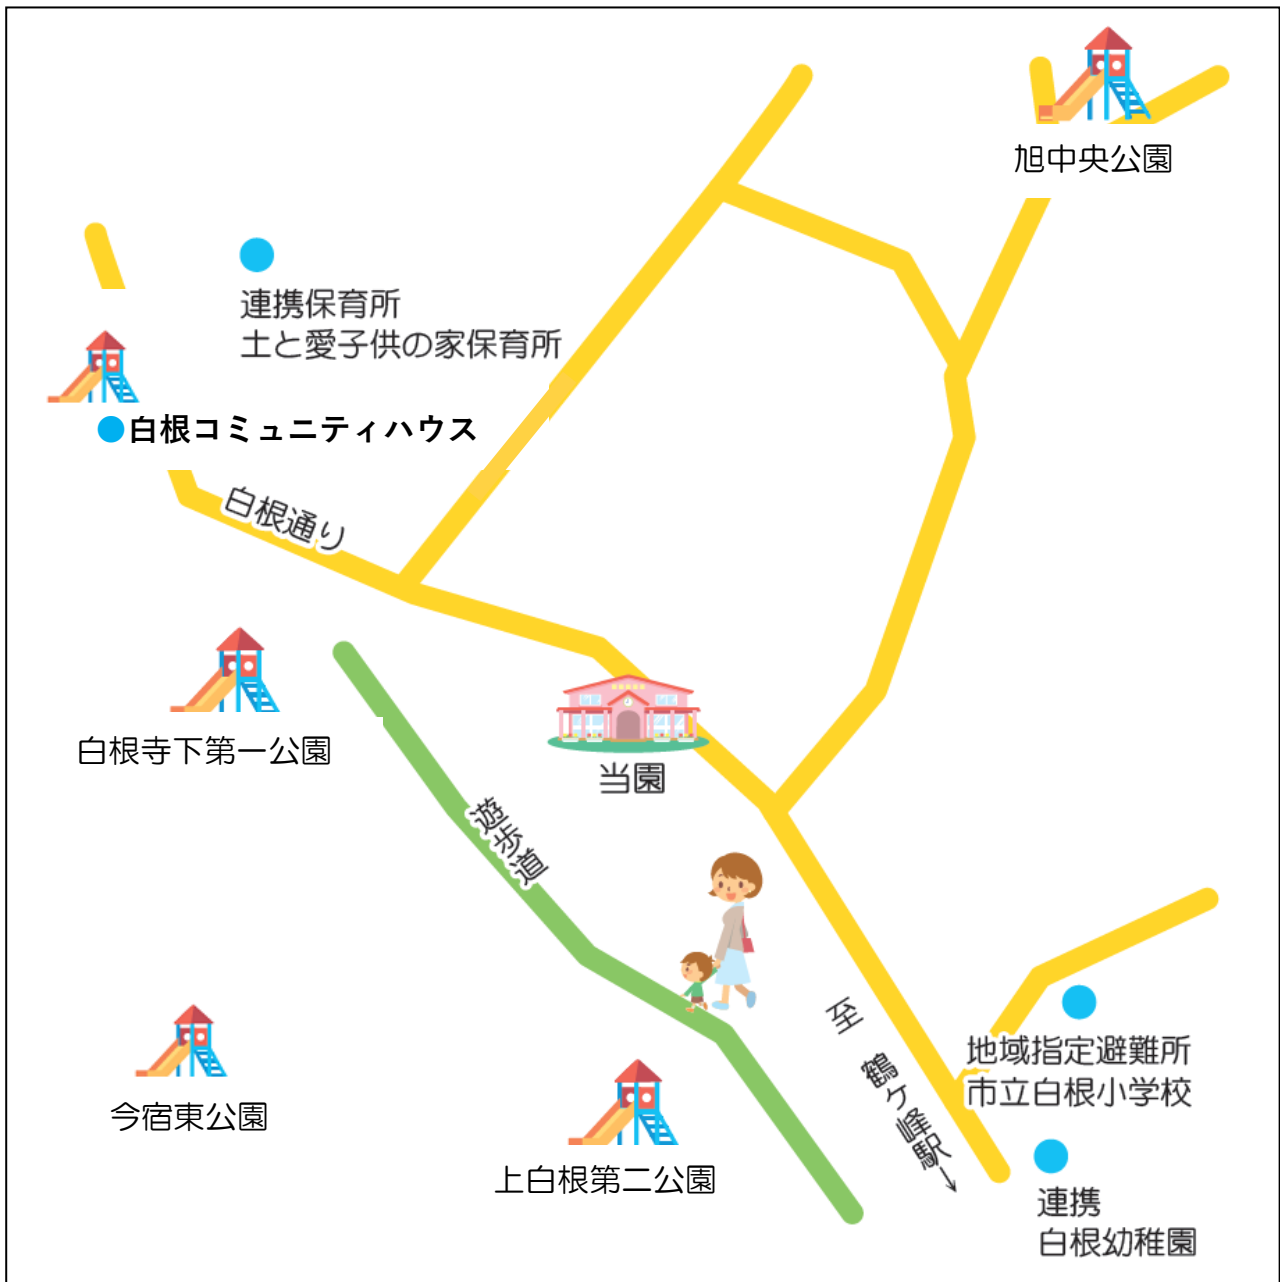 旭中央公園
連携保育所
土と愛子供の家保育所
●白根コミュニティハウス
白根通り
白根寺下第一公園
当園
遊歩道
至 鶴ケ峰駅→
地域指定避難所
市立白根小学校
今宿東公園
上白根第二公園
連携
白根幼稚園